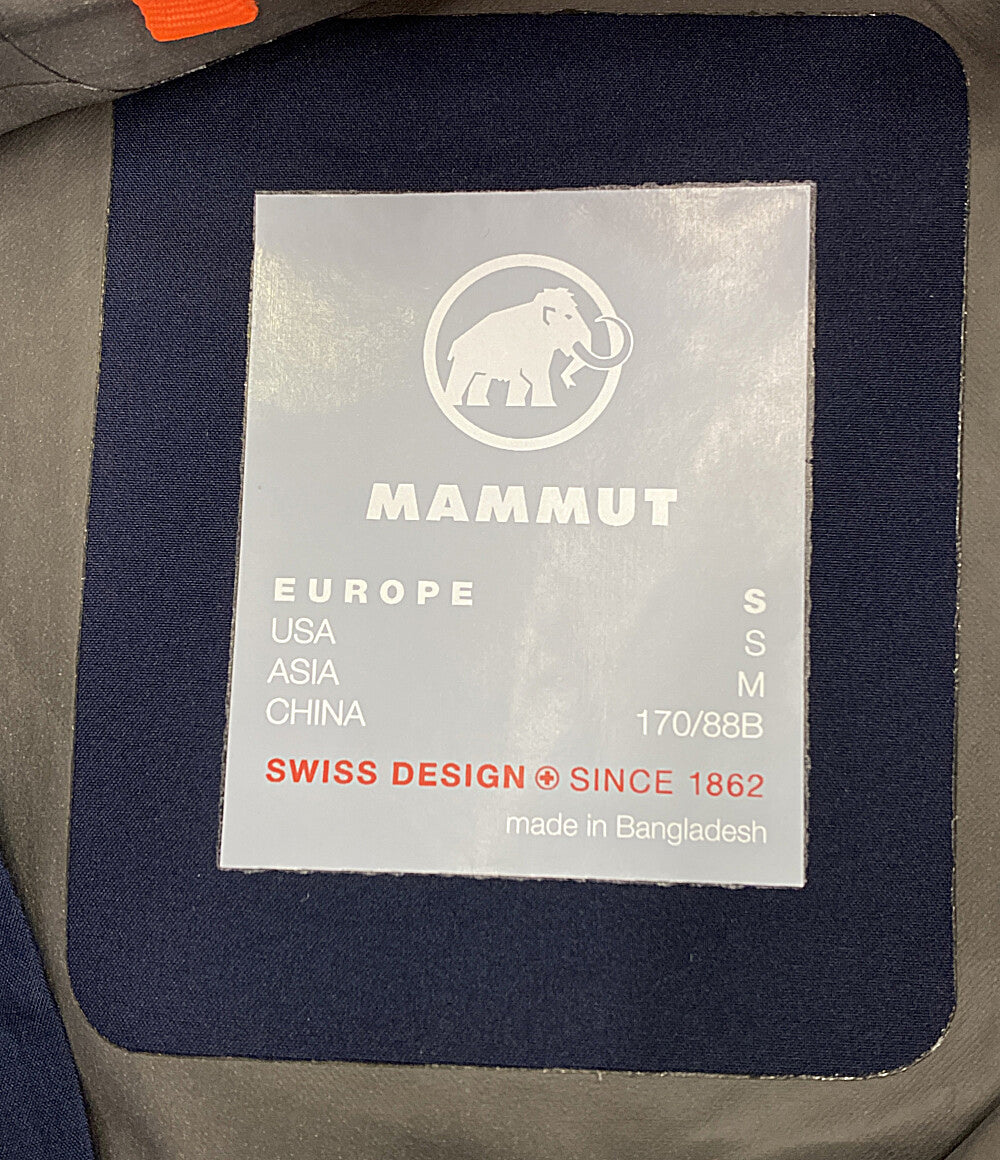 MAMMUT
EUROPE S
USA S
ASIA M
CHINA 170/88B
SWISS DESIGN SINCE 1862
made in Bangladesh